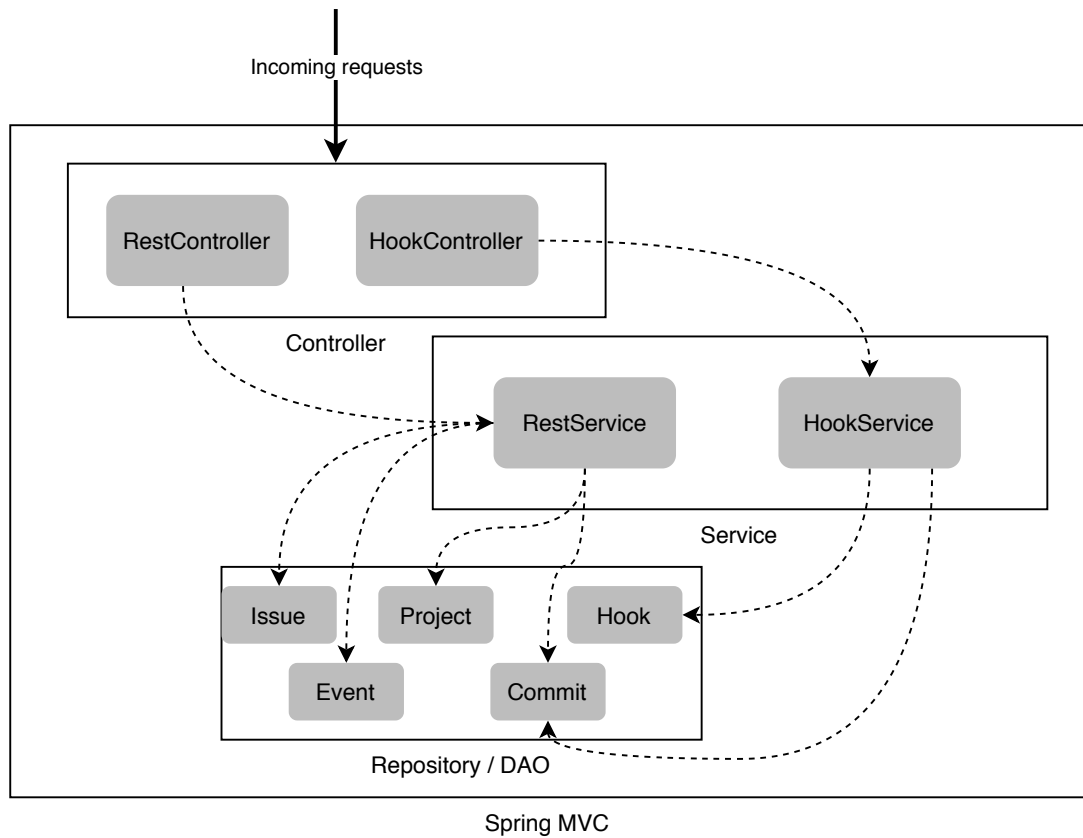 Incoming requests
RestController
HookController
Controller
RestService
HookService
Service
Issue
Project
Hook
Event
Commit
Repository / DAO
Spring MVC